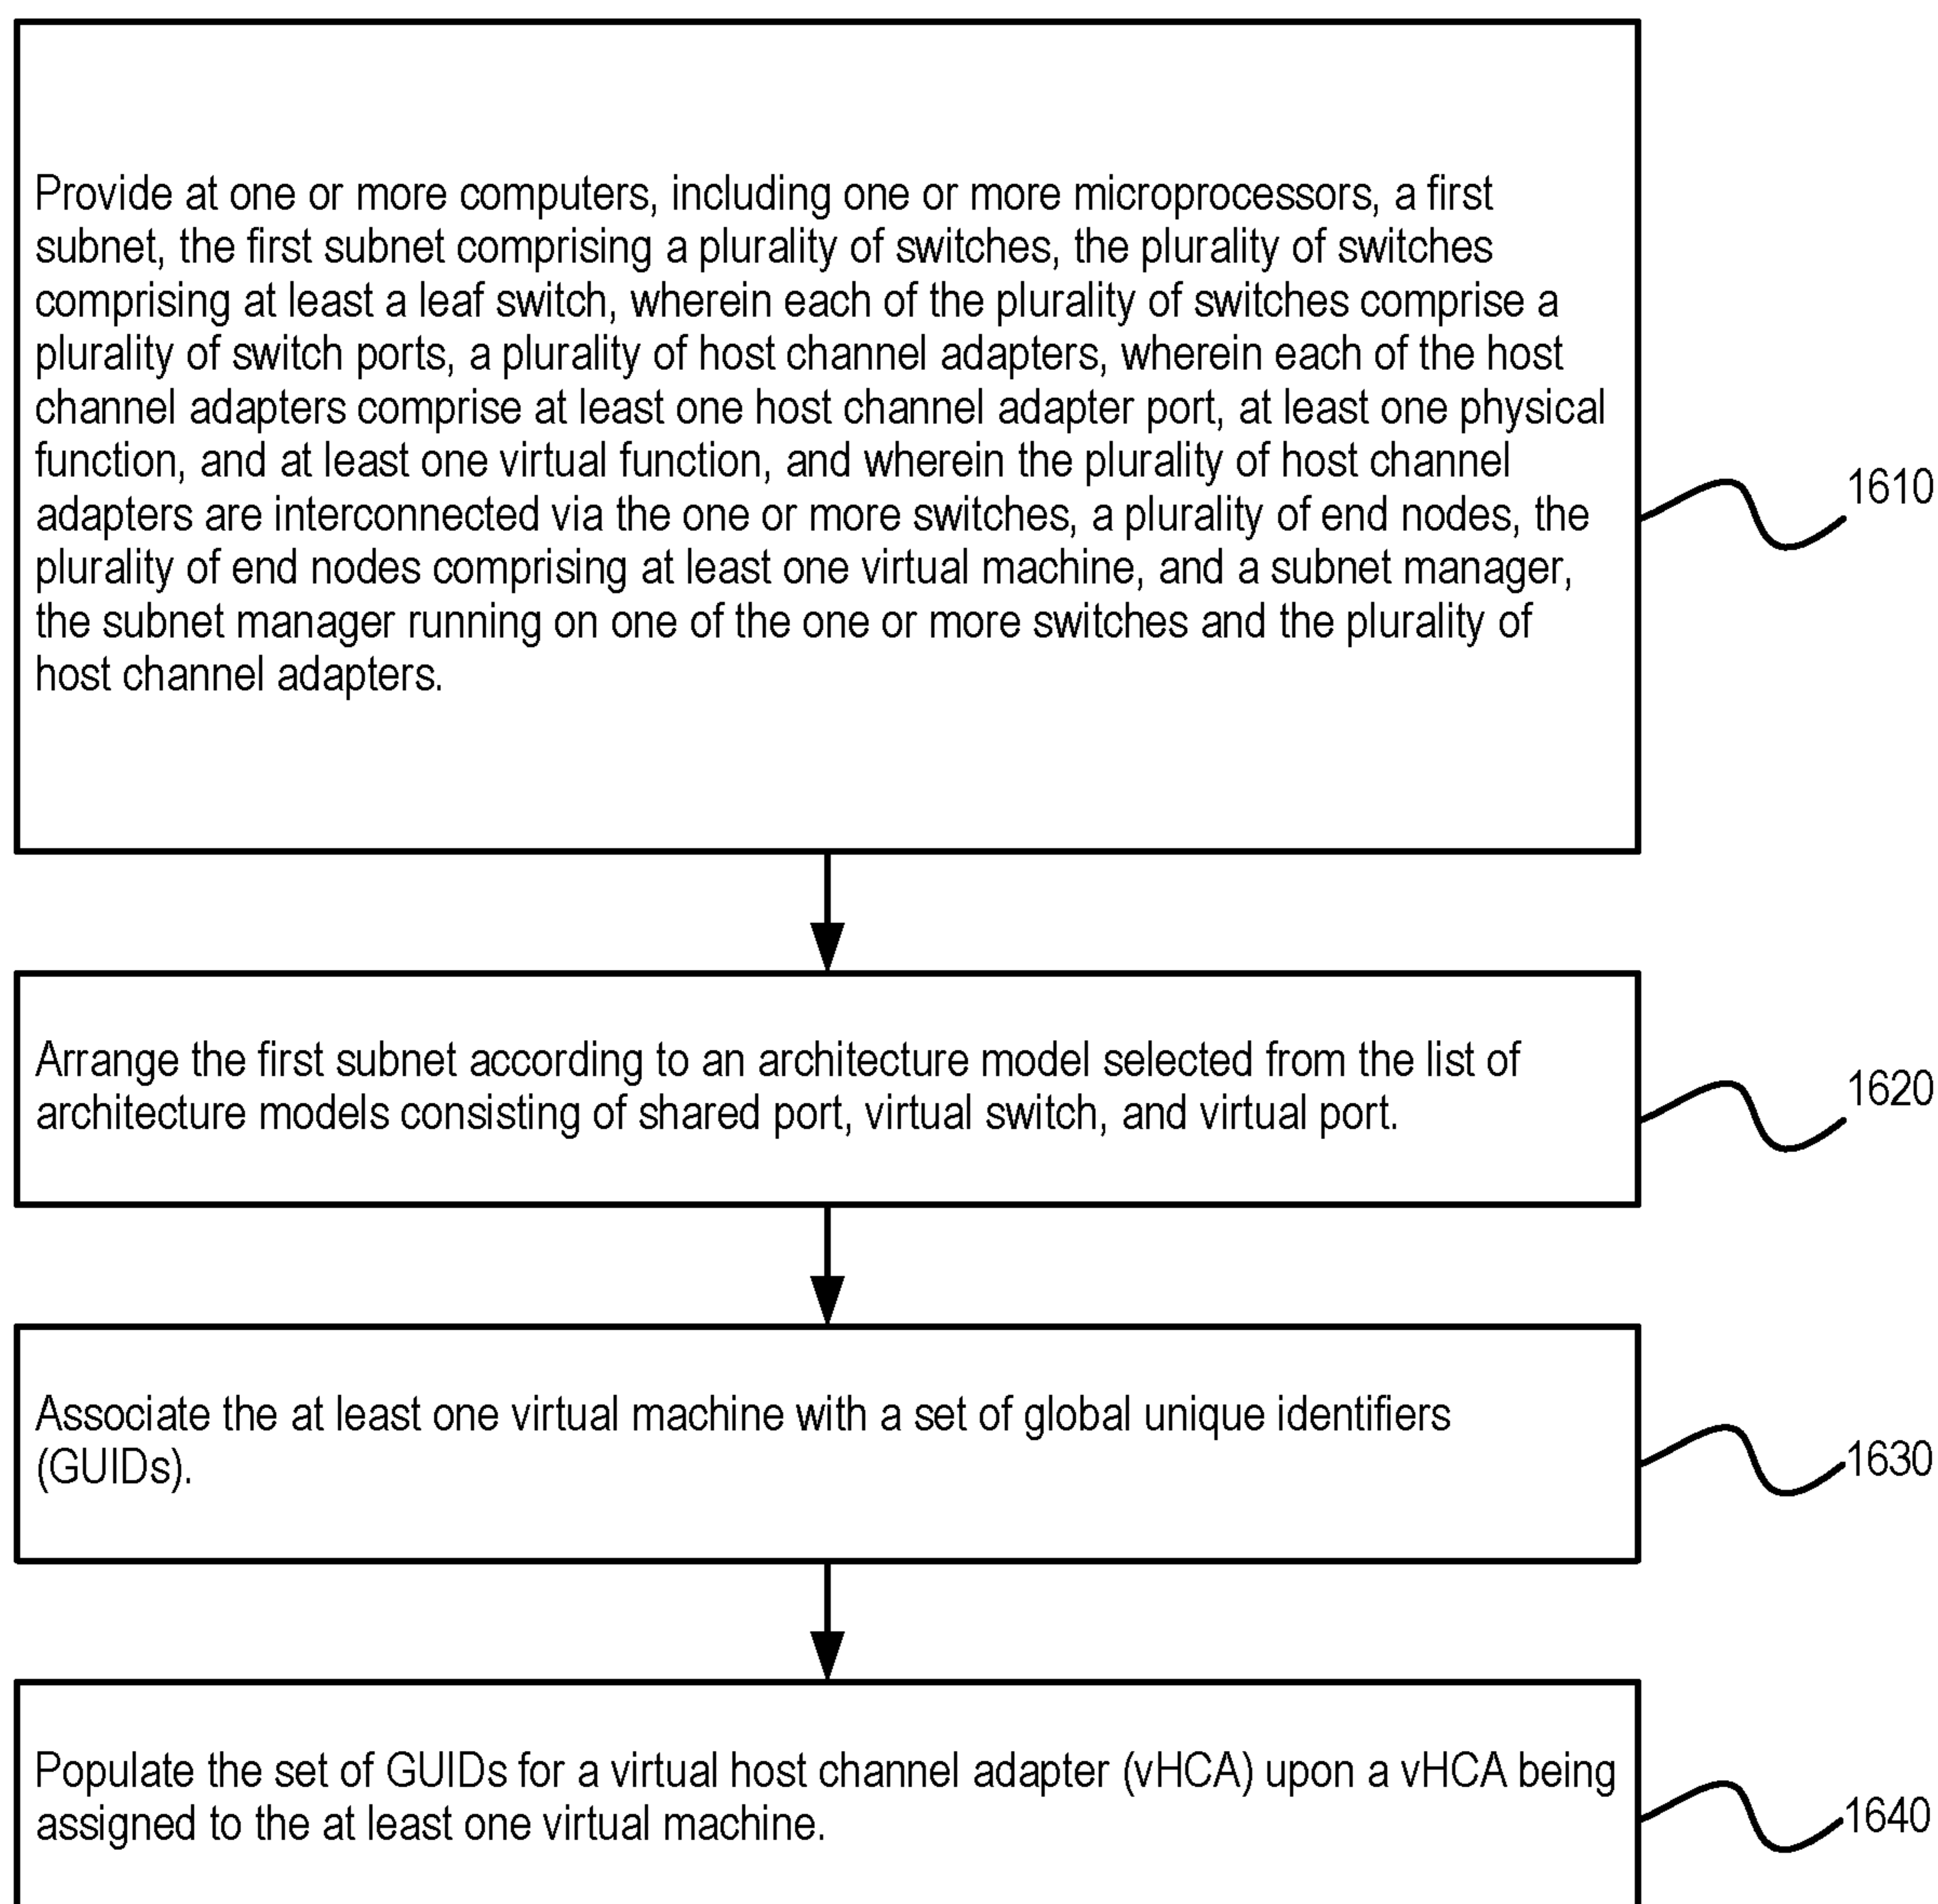 Provide at one or more computers, including one or more microprocessors, a first
subnet, the first subnet comprising a plurality of switches, the plurality of switches
comprising at least a leaf switch, wherein each of the plurality of switches comprise a
plurality of switch ports, a plurality of host channel adapters, wherein each of the host
channel adapters comprise at least one host channel adapter port, at least one physical
function, and at least one virtual function, and wherein the plurality of host channel
adapters are interconnected via the one or more switches, a plurality of end nodes, the
plurality of end nodes comprising at least one virtual machine, and a subnet manager,
the subnet manager running on one of the one or more switches and the plurality of
host channel adapters.
1610
Arrange the first subnet according to an architecture model selected from the list of
architecture models consisting of shared port, virtual switch, and virtual port.
1620
Associate the at least one virtual machine with a set of global unique identifiers
(GUIDs).
1630
Populate the set of GUIDs for a virtual host channel adapter (vHCA) upon a vHCA being
assigned to the at least one virtual machine.
1640